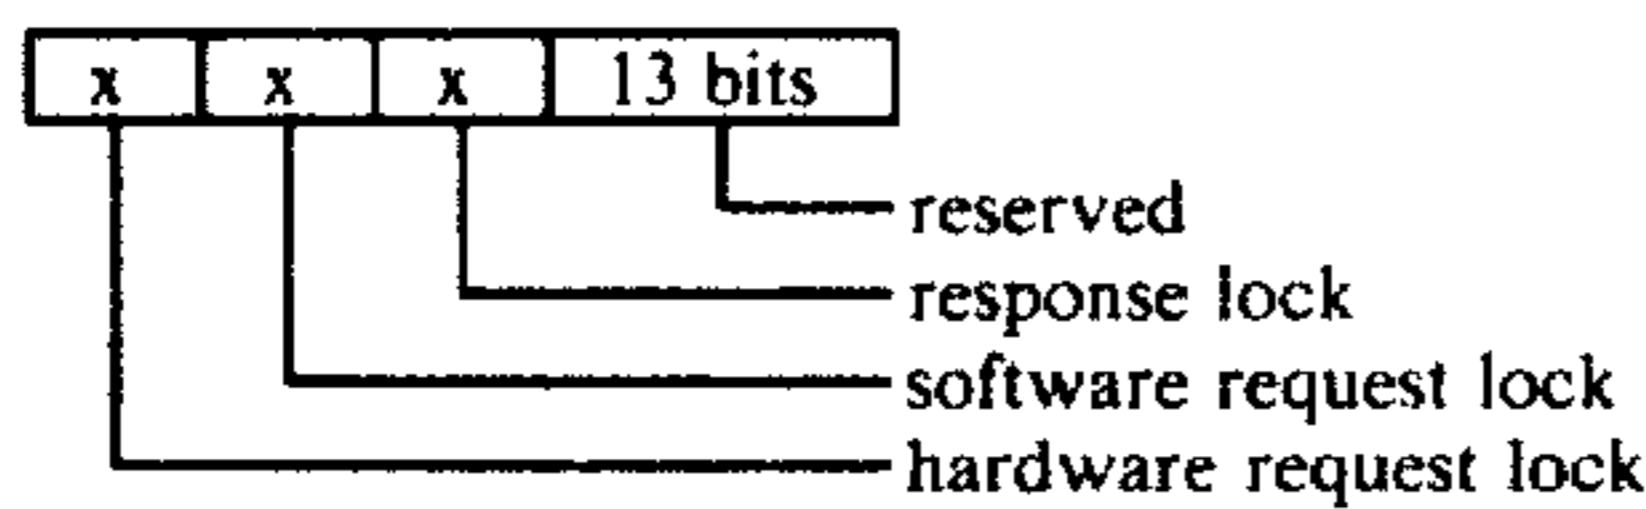 x x x 13 bits
reserved
response lock
software request lock
hardware request lock